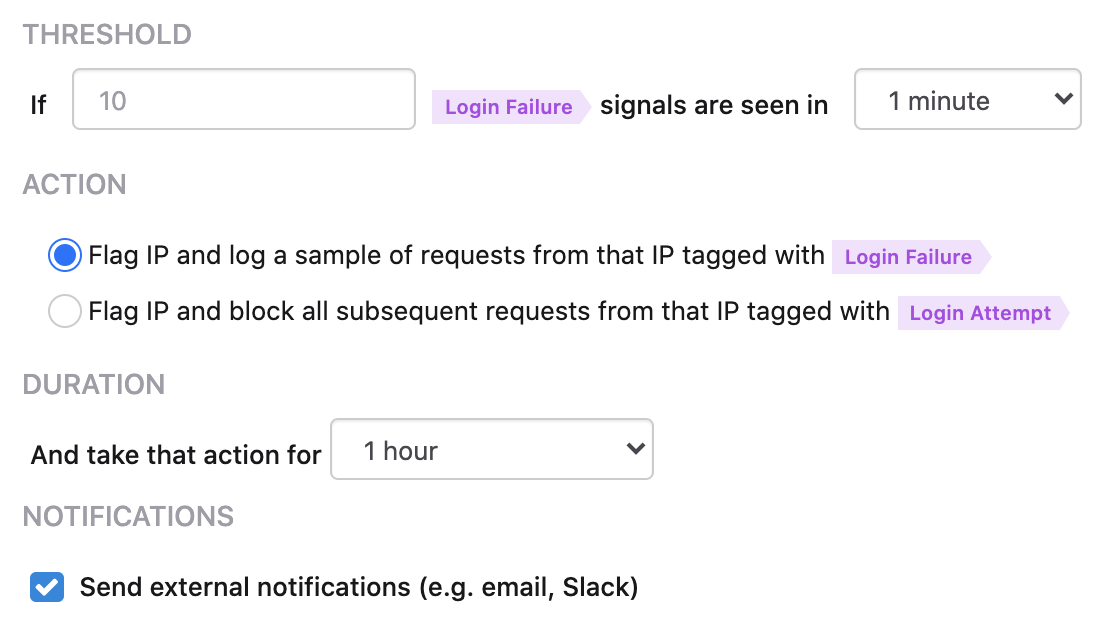 THRESHOLD
If 10 Login Failure signals are seen in 1 minute
ACTION
Flag IP and log a sample of requests from that IP tagged with Login Failure
Flag IP and block all subsequent requests from that IP tagged with Login Attempt
DURATION
And take that action for 1 hour
NOTIFICATIONS
Send external notifications (e.g. email, Slack)